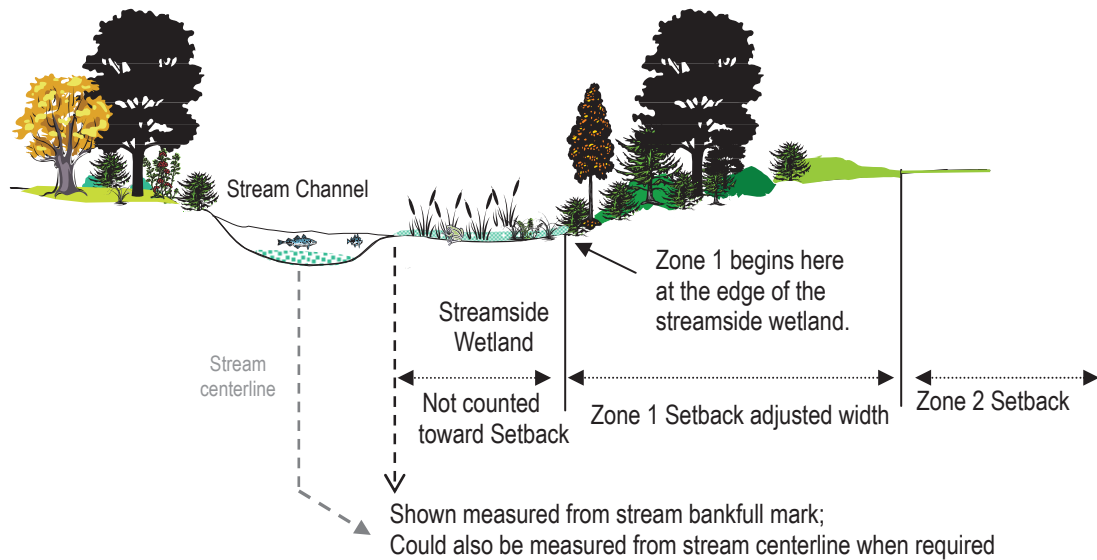 Stream Channel
Zone 1 begins here
at the edge of the
streamside wetland.
Streamside
Wetland
Stream
centerline
Not counted
toward Setback
Zone 1 Setback adjusted width
Zone 2 Setback
Shown measured from stream bankfull mark;
Could also be measured from stream centerline when required